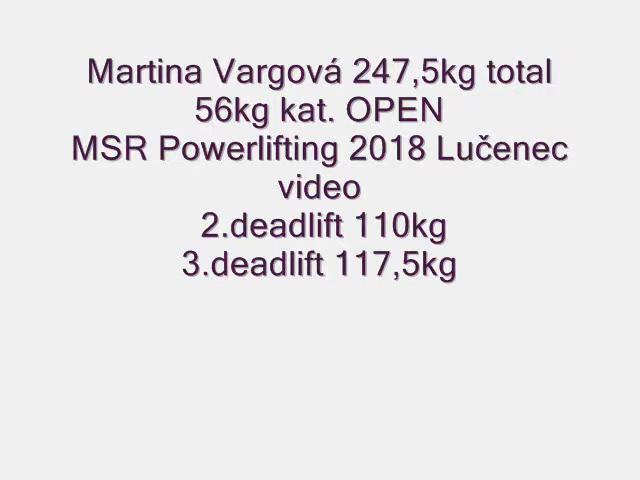 Martina Vargová 247,5kg total
56kg kat. OPEN
MSR Powerlifting 2018 Lučenec
video
2.deadlift 110kg
3.deadlift 117,5kg